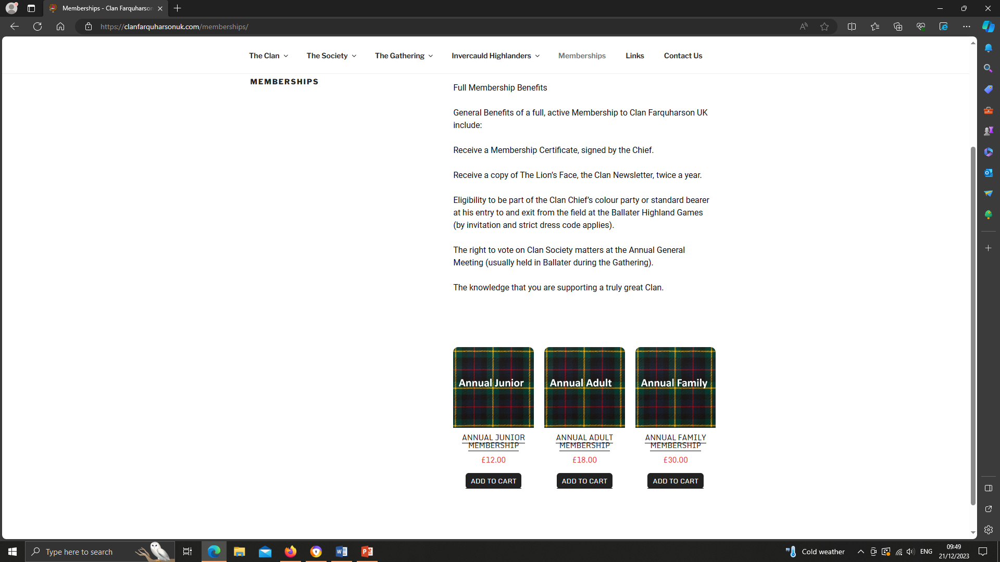 Memberships - Clan Farquharson
https://clanfarquharsonuk.com/memberships/
The Clan
The Society
The Gathering
Invercauld Highlanders
Memberships
Links
Contact Us
MEMBERSHIPS
Full Membership Benefits
General Benefits of a full, active Membership to Clan Farquharson UK
include:
Receive a Membership Certificate, signed by the Chief.
Receive a copy of The Lion’s Face, the Clan Newsletter, twice a year.
Eligibility to be part of the Clan Chief’s colour party or standard bearer
at his entry to and exit from the field at the Ballater Highland Games
(by invitation and strict dress code applies).
The right to vote on Clan Society matters at the Annual General
Meeting (usually held in Ballater during the Gathering).
The knowledge that you are supporting a truly great Clan.
Annual Junior
Annual Adult
Annual Family
ANNUAL JUNIOR
MEMBERSHIP
£12.00
ADD TO CART
ANNUAL ADULT
MEMBERSHIP
£18.00
ADD TO CART
ANNUAL FAMILY
MEMBERSHIP
£30.00
ADD TO CART
Type here to search
Cold weather
ENG
09:49
21/12/2023